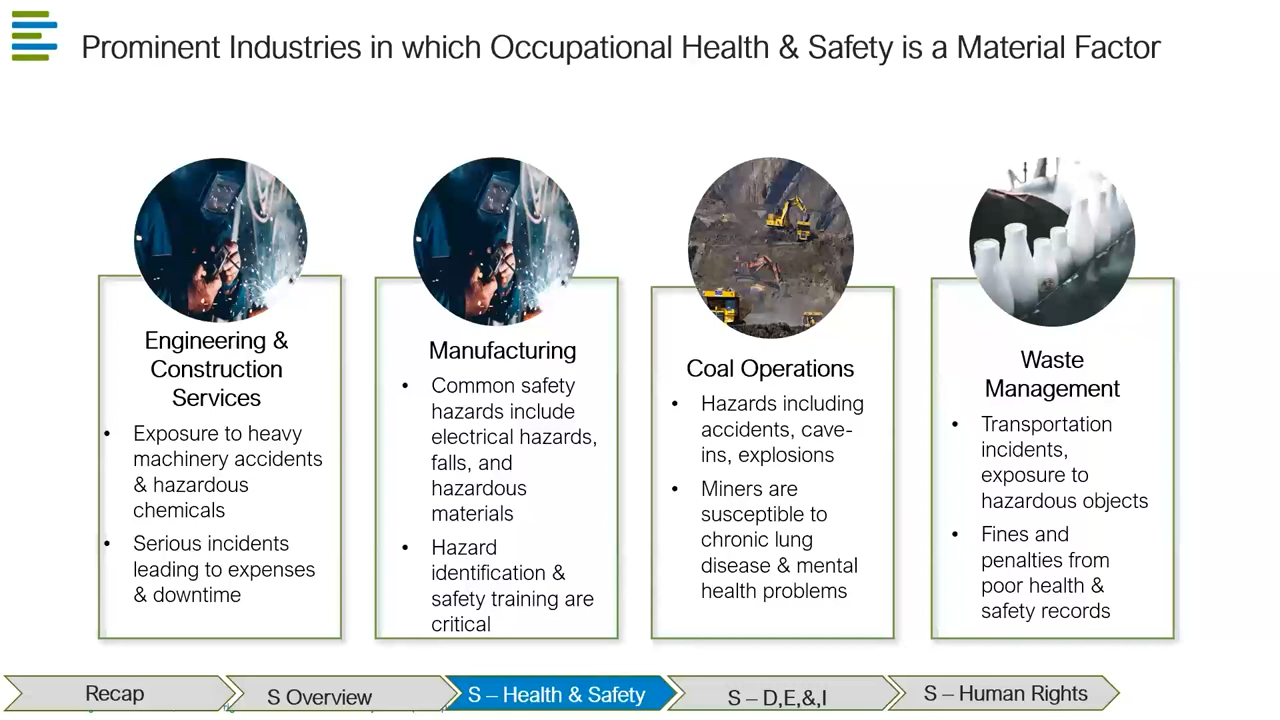 Prominent Industries in which Occupational Health & Safety is a Material Factor
Engineering &
Construction
Services
• Exposure to heavy
machinery accidents
& hazardous
chemicals
• Serious incidents
leading to expenses
& downtime
Manufacturing
• Common safety
hazards include
electrical hazards,
falls, and
hazardous
materials
• Hazard
identification &
safety training are
critical
Coal Operations
• Hazards including
accidents, cave-
ins, explosions
• Miners are
susceptible to
chronic lung
disease & mental
health problems
Waste
Management
• Transportation
incidents,
exposure to
hazardous objects
• Fines and
penalties from
poor health &
safety records
Recap
S Overview
S – Health & Safety
S – D,E,&,I
S – Human Rights